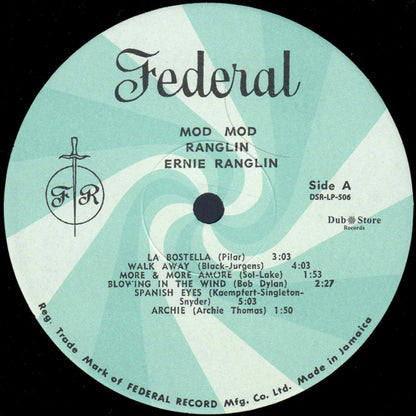 Federal
MOD MOD
RANGLIN
ERNIE RANGLIN
F R
Side A
DSR-LP-506
Dub Store
Records
LA BOSTELLA (Pilar) 3:03
WALK AWAY (Black-Jurgens) 4:03
MORE & MORE AMORE (Sol-Lake) 1:53
BLOWING IN THE WIND (Bob Dylan) 2:27
SPANISH EYES (Kaempfert-Singleton-
Snyder) 5:03
ARCHIE (Archie Thomas) 1:50
Reg. Trade Mark of FEDERAL RECORD Mfg. Co. Ltd. Made in Jamaica